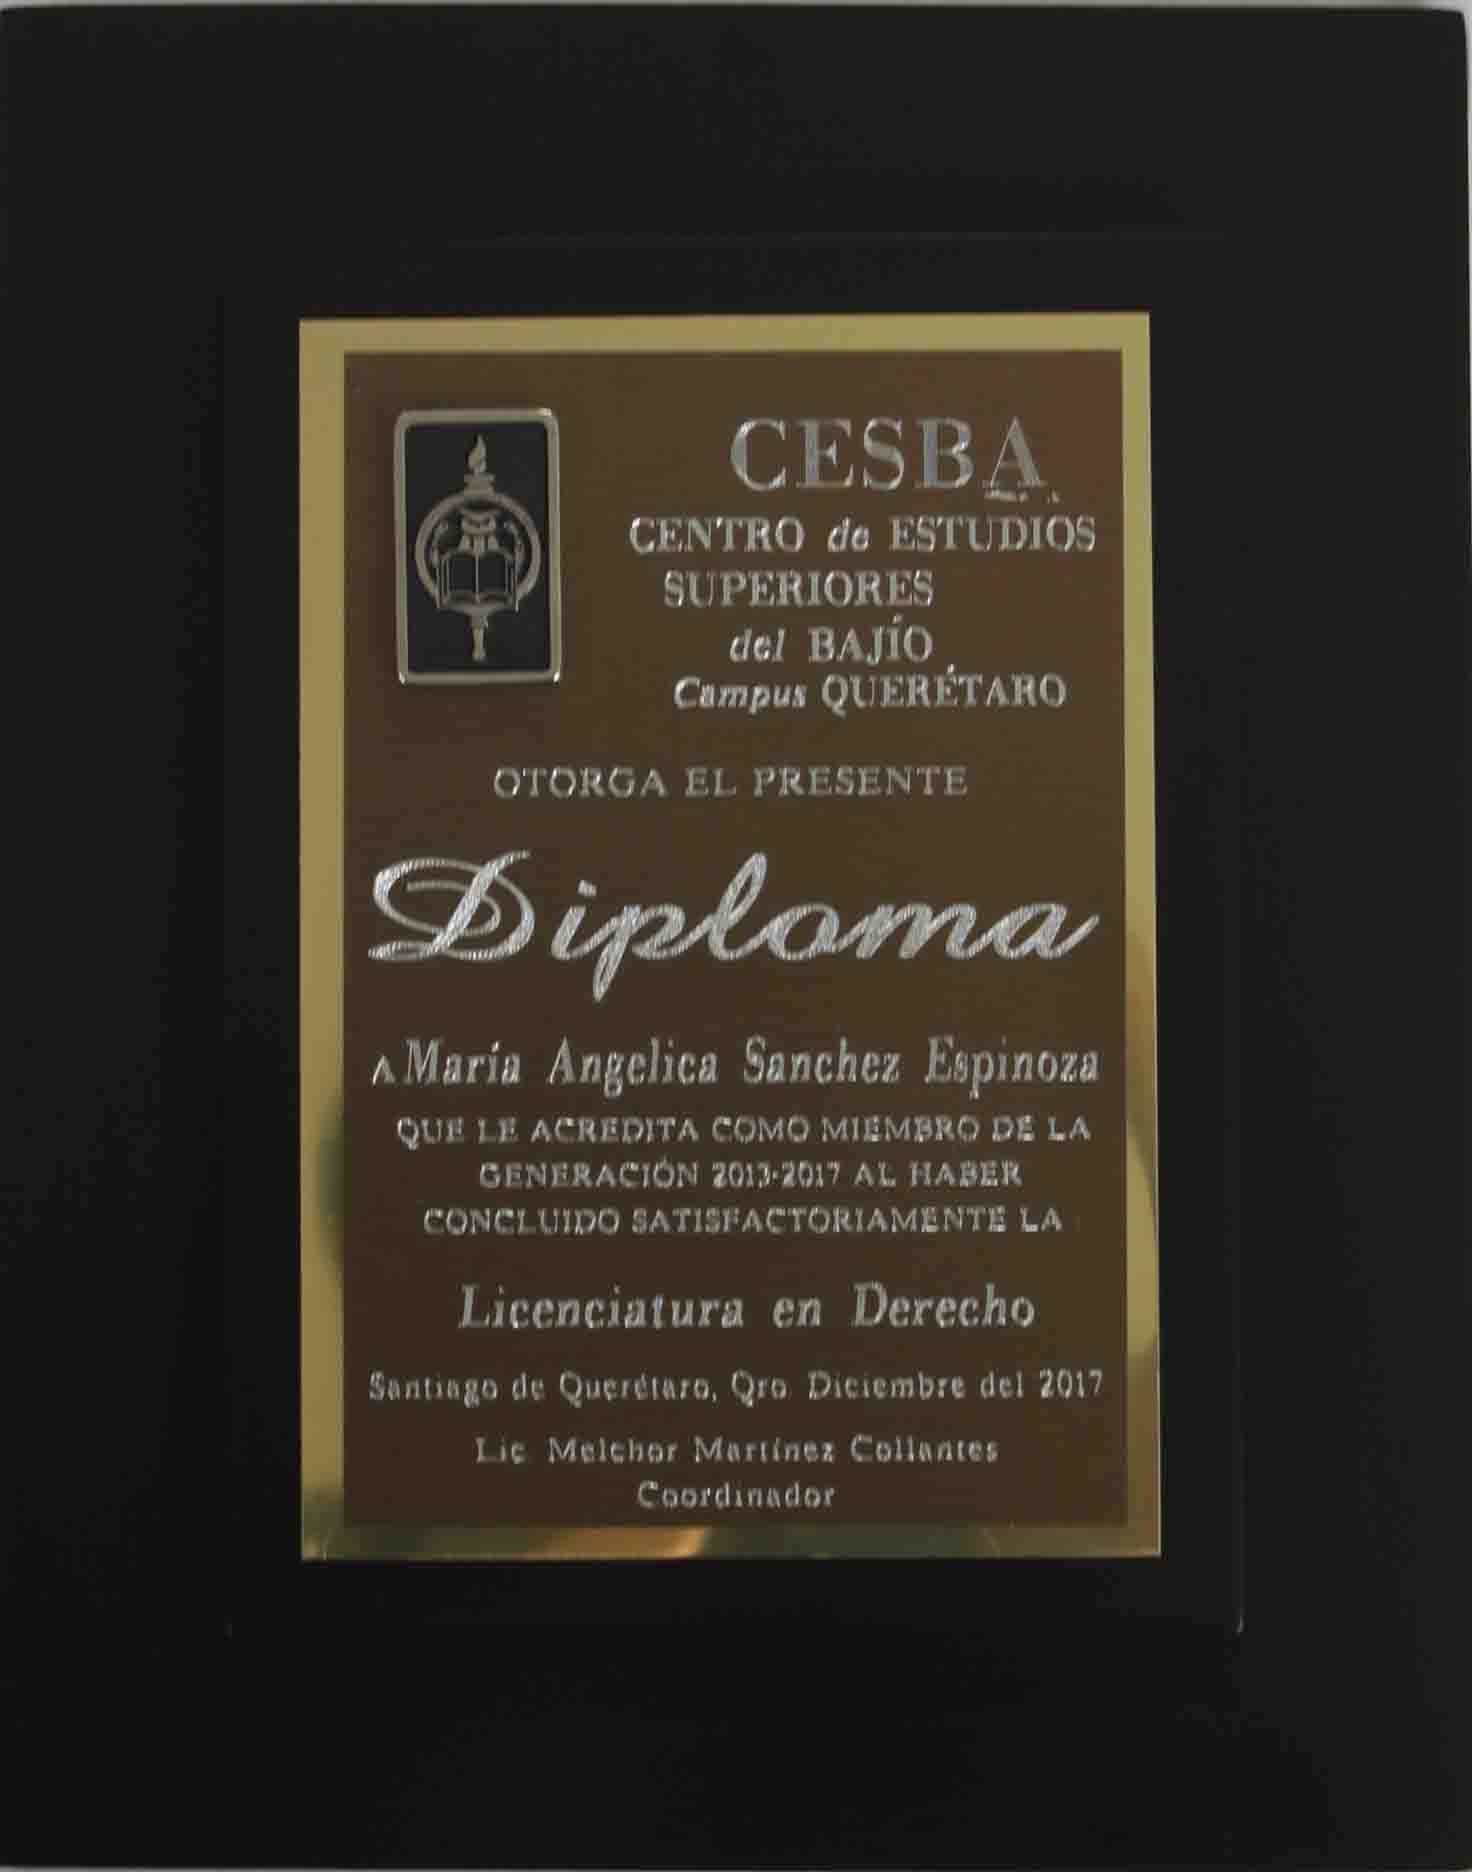 CESBA
CENTRO de ESTUDIOS
SUPERIORES
del BAJÍO
Campus QUERÉTARO
OTORGA EL PRESENTE
Diploma
A María Angelica Sanchez Espinoza
QUE LE ACREDITA COMO MIEMBRO DE LA
GENERACIÓN 2013-2017 AL HABER
CONCLUIDO SATISFACTORIAMENTE LA
Licenciatura en Derecho
Santiago de Querétaro, Qro Diciembre del 2017
Lic. Melchor Martínez Collantes
Coordinador